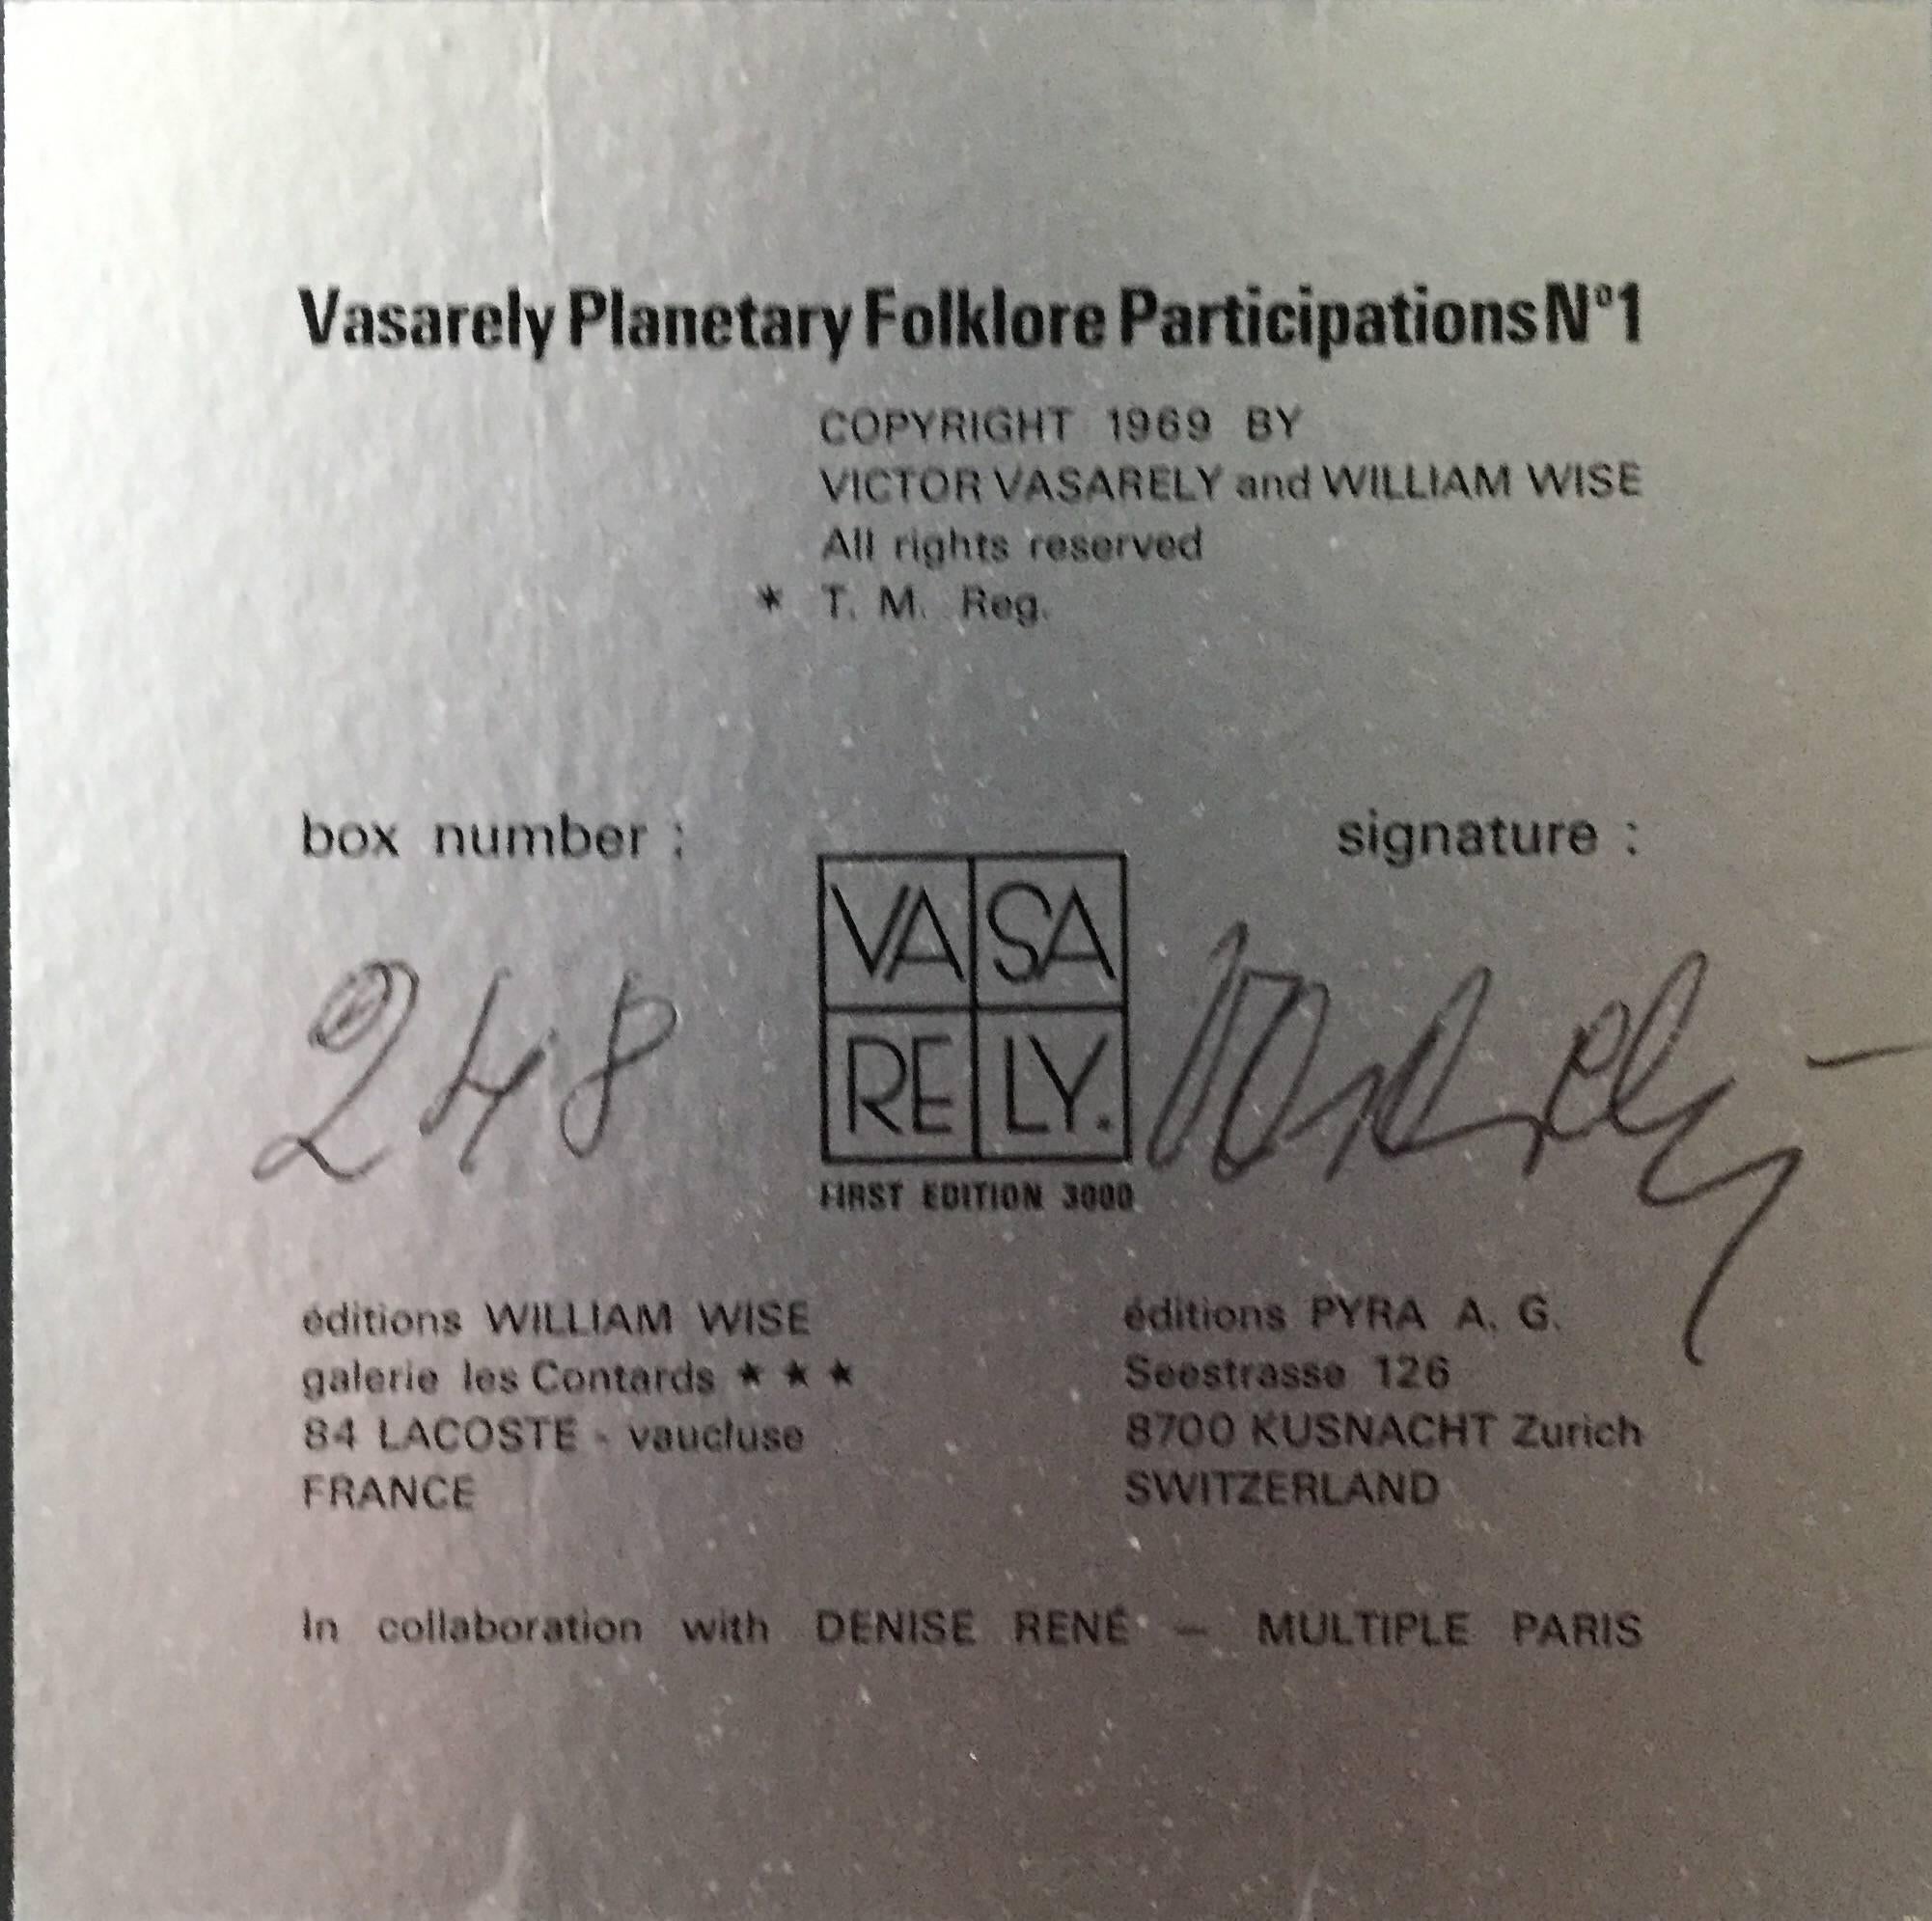 Vasarely Planetary Folklore Participations N°1
COPYRIGHT 1969 BY
VICTOR VASARELY and WILLIAM WISE
All rights reserved
* T. M. Reg.
box number :
signature :
248
VA SA
RE LY.
Vasarely
FIRST EDITION 3000
éditions WILLIAM WISE
galerie les Contards ★ ★ ★
84 LACOSTE - vaucluse
FRANCE
éditions PYRA A. G.
Seestrasse 126
8700 KUSNACHT Zurich
SWITZERLAND
In collaboration with DENISE RENÉ — MULTIPLE PARIS